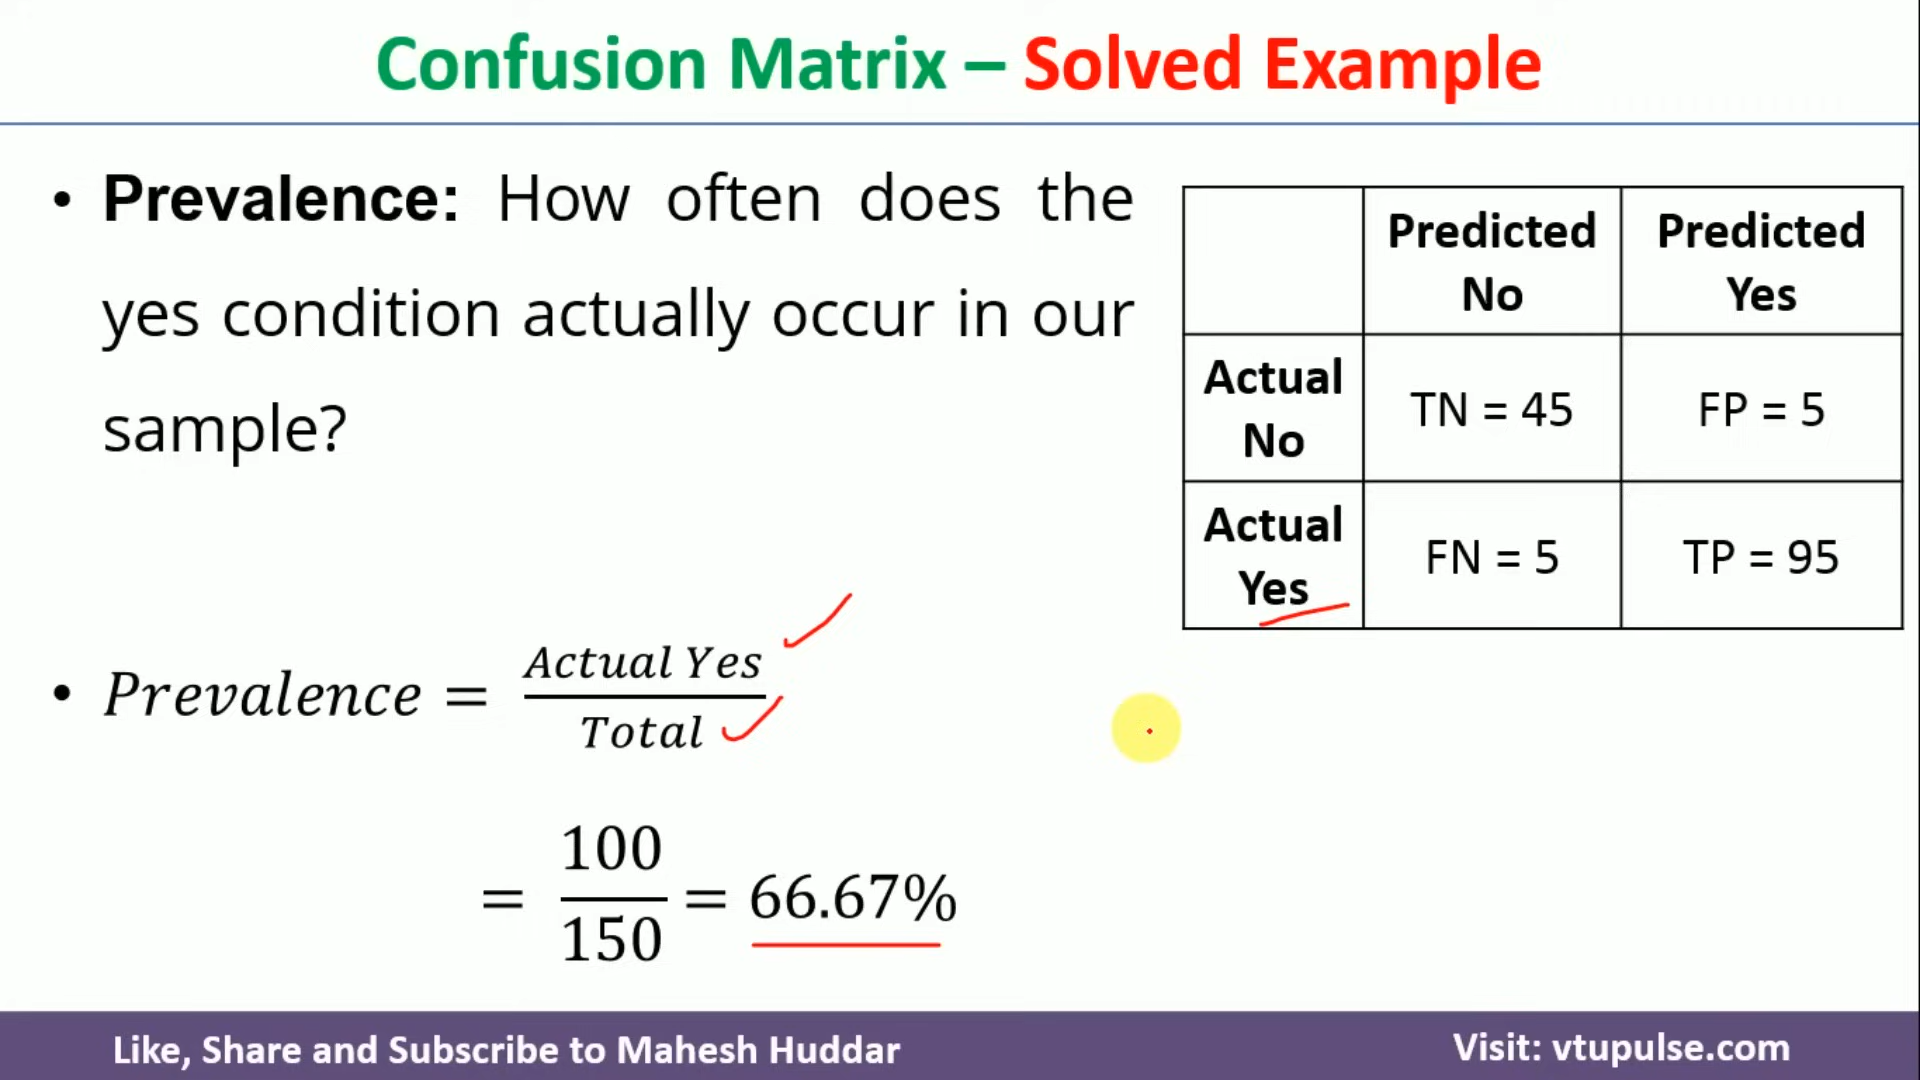 Confusion Matrix – Solved Example
• Prevalence: How often does the
yes condition actually occur in our
sample?
Predicted No Predicted Yes
Actual No TN = 45 FP = 5
Actual Yes FN = 5 TP = 95
• Prevalence = Actual Yes / Total
= 100 / 150 = 66.67%
Like, Share and Subscribe to Mahesh Huddar
Visit: vtupulse.com